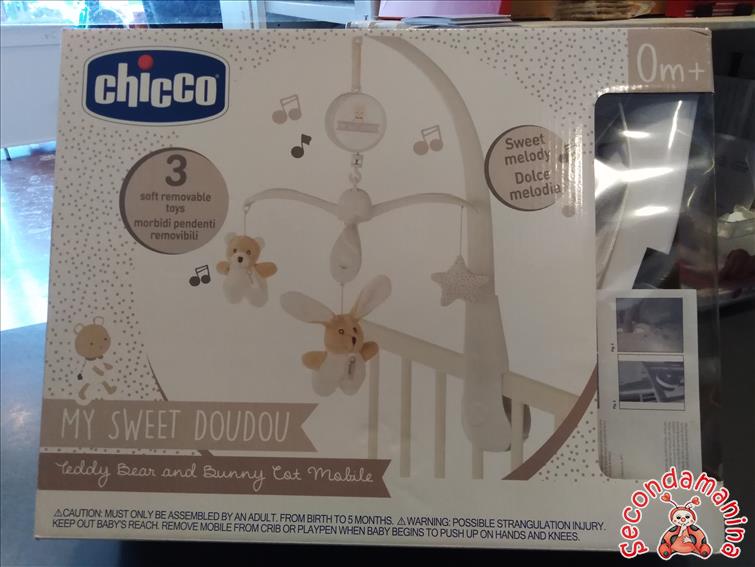 chicco
0m+
3
soft removable
toys
morbidi pendenti
removibili
Sweet
melody
Dolce
melodia
MY SWEET DOUDOU
Teddy Bear and Bunny Cot Mobile
⚠CAUTION: MUST ONLY BE ASSEMBLED BY AN ADULT. FROM BIRTH TO 5 MONTHS. ⚠WARNING: POSSIBLE STRANGULATION INJURY.
KEEP OUT BABY'S REACH. REMOVE MOBILE FROM CRIB OR PLAYPEN WHEN BABY BEGINS TO PUSH UP ON HANDS AND KNEES.
secondamanina